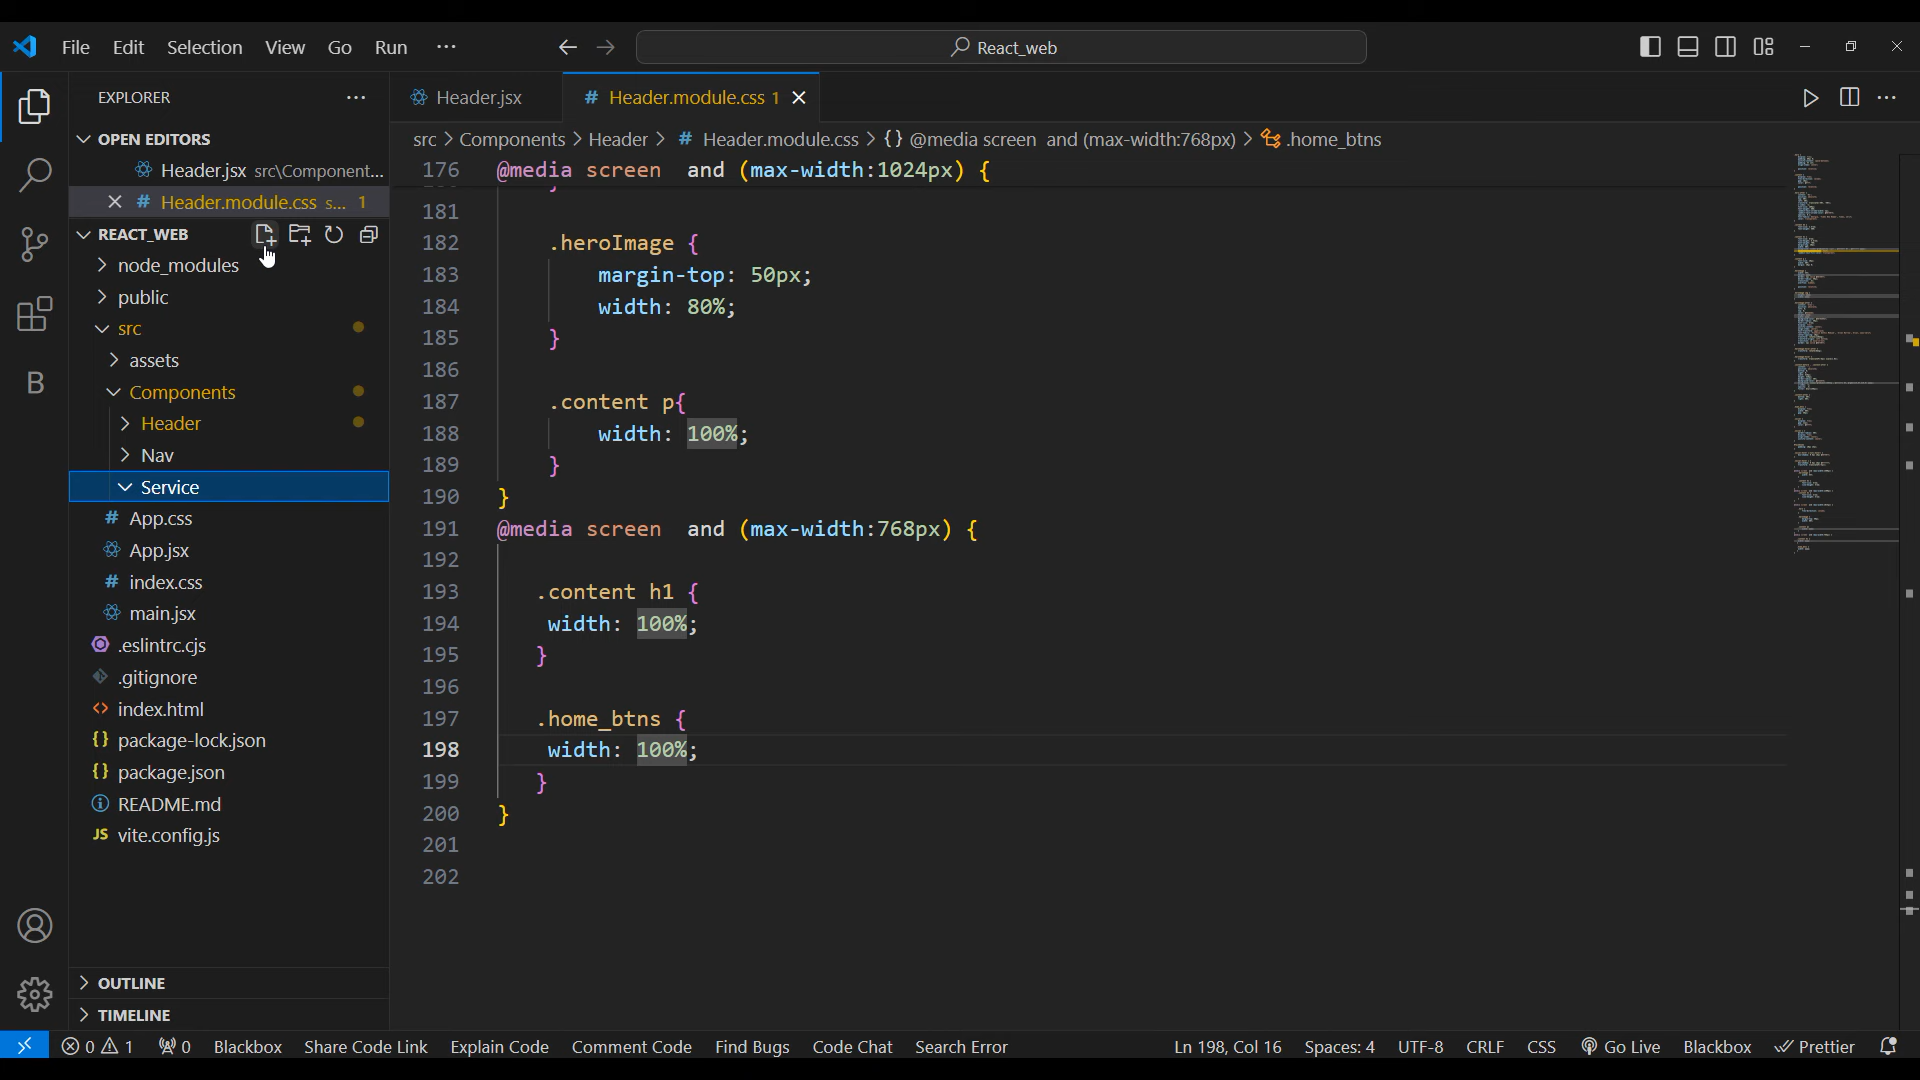 File Edit Selection View Go Run ··· React_web
EXPLORER ···
OPEN EDITORS
Header.jsx src\Component...
Header.module.css s... 1
REACT_WEB
node_modules
public
src
assets
Components
Header
Nav
Service
# App.css
App.jsx
# index.css
main.jsx
.eslintrc.cjs
.gitignore
index.html
{} package-lock.json
{} package.json
README.md
JS vite.config.js
OUTLINE
TIMELINE
B
Header.jsx # Header.module.css 1
src > Components > Header > # Header.module.css > {} @media screen and (max-width:768px) > .home_btns
176 @media screen and (max-width:1024px) {
181
182 .heroImage {
183 margin-top: 50px;
184 width: 80%;
185 }
186
187 .content p{
188 width: 100%;
189 }
190 }
191 @media screen and (max-width:768px) {
192
193 .content h1 {
194 width: 100%;
195 }
196
197 .home_btns {
198 width: 100%;
199 }
200 }
201
202
0 1 0 Blackbox Share Code Link Explain Code Comment Code Find Bugs Code Chat Search Error Ln 198, Col 16 Spaces: 4 UTF-8 CRLF CSS Go Live Blackbox Prettier